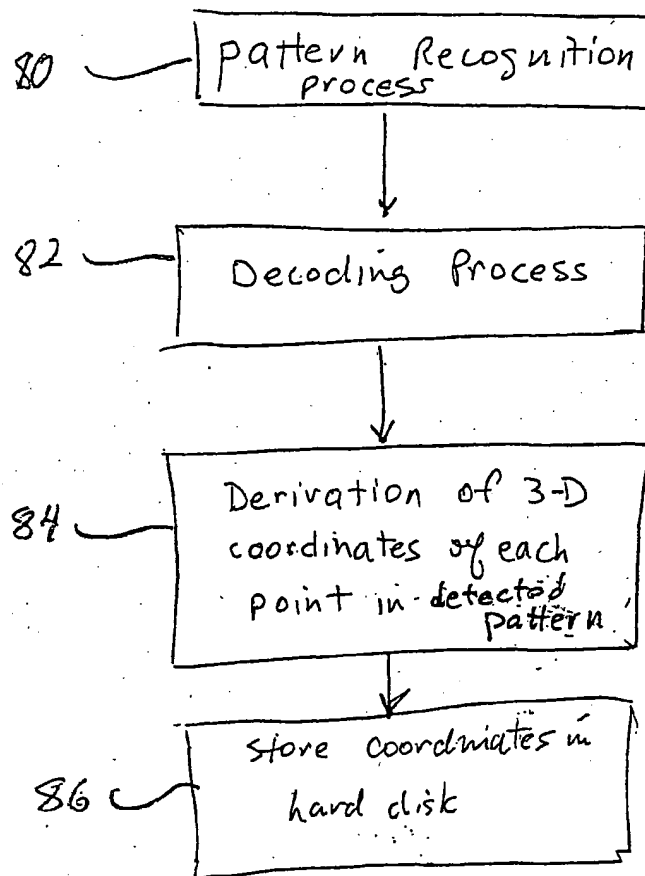 80
pattern Recognition
process
82
Decoding Process
84
Derivation of 3-D
coordinates of each
point in detected
pattern
86
store coordinates in
hard disk